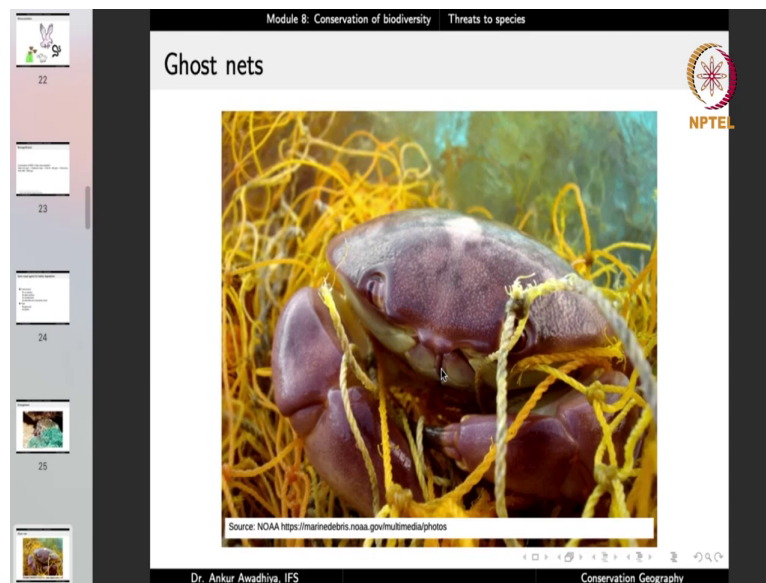 Module 8: Conservation of biodiversity Threats to species
Ghost nets
NPTEL
22
23
24
25
Source: NOAA https://marinedebris.noaa.gov/multimedia/photos
Dr. Ankur Awadhiya, IFS Conservation Geography